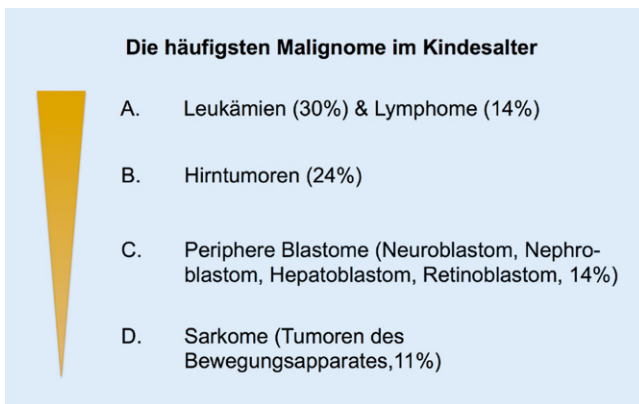 Die häufigsten Malignome im Kindesalter
A. Leukämien (30%) & Lymphome (14%)
B. Hirntumoren (24%)
C. Periphere Blastome (Neuroblastom, Nephro-
blastom, Hepatoblastom, Retinoblastom, 14%)
D. Sarkome (Tumoren des
Bewegungsapparates,11%)